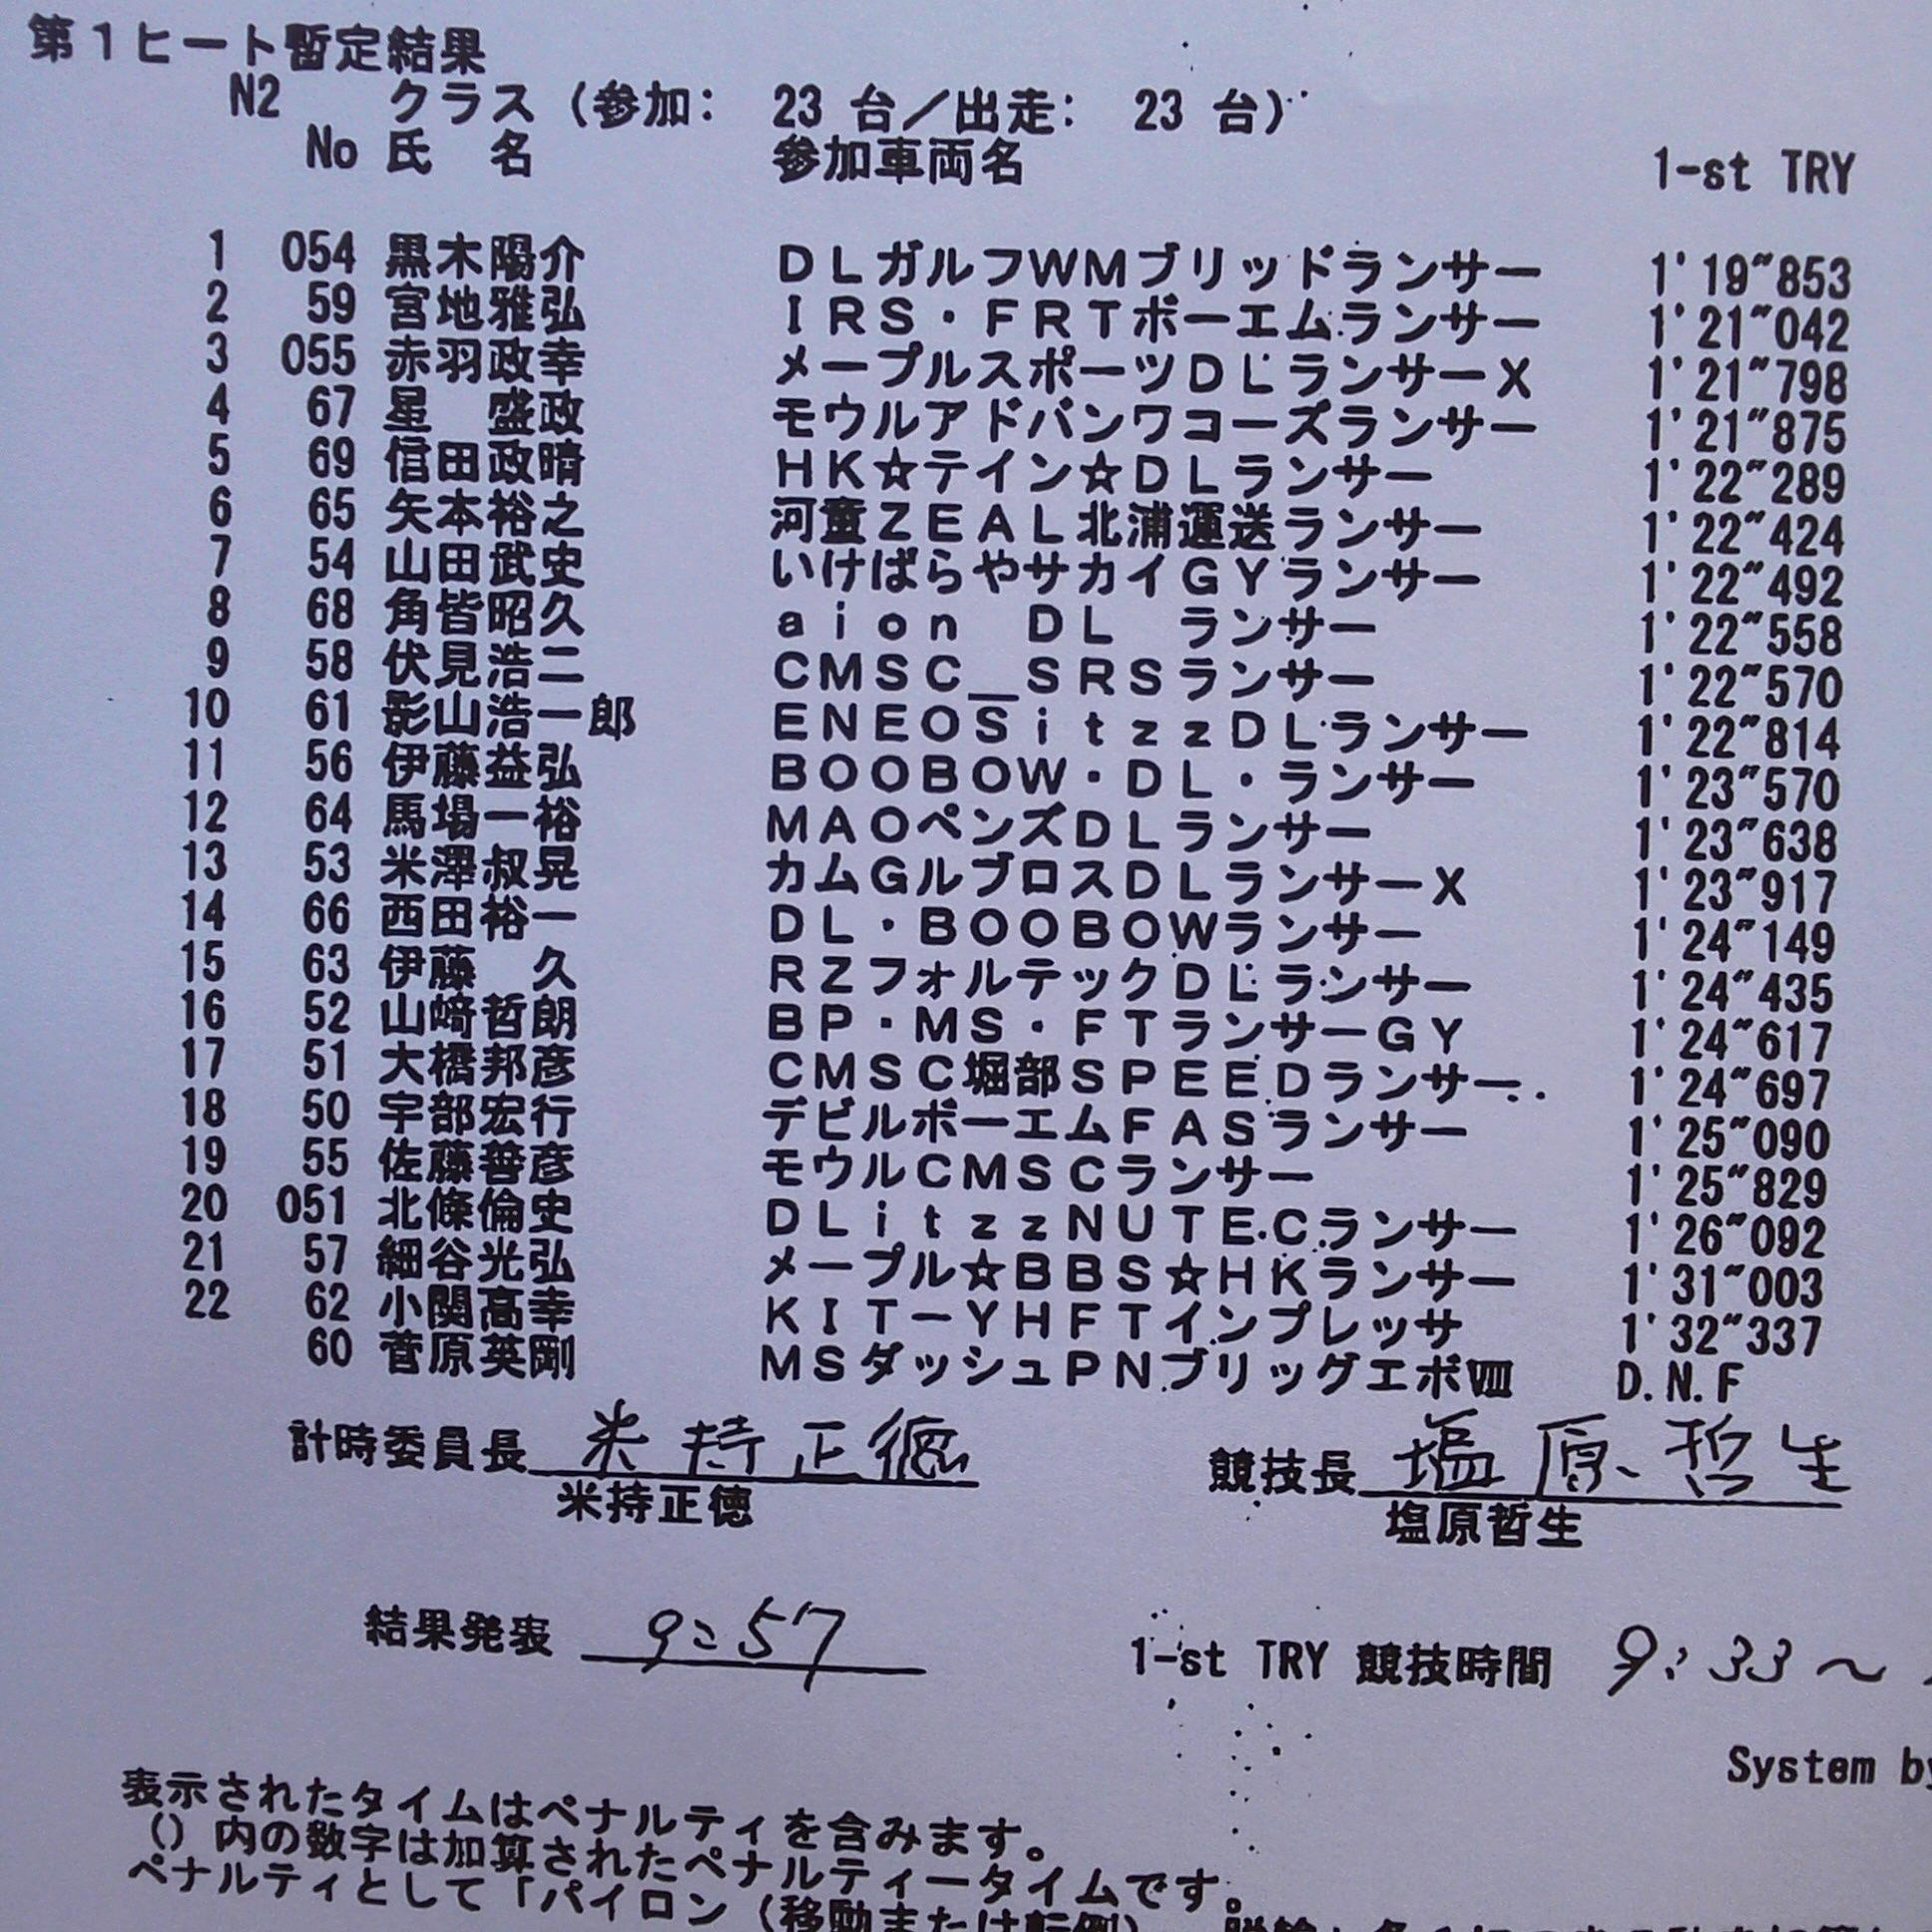 第1ヒート暫定結果
N2 クラス (参加: 23 台/出走: 23 台)
No 氏 名 参加車両名 1-st TRY
1 054 黒木陽介 DLガルフWMブリッドランサー 1'19"853
2 59 宮地雅弘 IRS・FRTボーエムランサー 1'21"042
3 055 赤羽政幸 メープルスポーツDLランサーX 1'21"798
4 67 星 盛政 モウルアドバンワコーズランサー 1'21"875
5 69 信田政晴 HK☆テイン☆DLランサー 1'22"289
6 65 矢本裕之 河童ZEAL北浦運送ランサー 1'22"424
7 54 山田武史 いけばらやサカイGYランサー 1'22"492
8 68 角皆昭久 aion DL ランサー 1'22"558
9 58 伏見浩二 CMSC_SRSランサー 1'22"570
10 61 影山浩一郎 ENEOSitzzDLランサー 1'22"814
11 56 伊藤益弘 BOOBOW・DL・ランサー 1'23"570
12 64 馬場一裕 MAOペンズDLランサー 1'23"638
13 53 米澤叔晃 カムGルブロスDLランサーX 1'23"917
14 66 西田裕一 DL・BOOBOWランサー 1'24"149
15 63 伊藤 久 RZフォルテックDLランサー 1'24"435
16 52 山﨑哲朗 BP・MS・FTランサーGY 1'24"617
17 51 大橋邦彦 CMSC堀部SPEEDランサー 1'24"697
18 50 宇部宏行 デビルボーエムFASランサー 1'25"090
19 55 佐藤善彦 モウルCMSCランサー 1'25"829
20 051 北條倫史 DLitzzNUTECランサー 1'26"092
21 57 細谷光弘 メープル☆BBS☆HKランサー 1'31"003
22 62 小関高幸 KITーYHFTインプレッサ 1'32"337
60 菅原英剛 MSダッシュPNブリッグエボⅧ D.N.F
計時委員長 米持正徳 競技長 塩原哲生
米持正徳 塩原哲生
結果発表 9:57 1-st TRY 競技時間 9:33～
System by
表示されたタイムはペナルティを含みます。
() 内の数字は加算されたペナルティータイムです。
ペナルティとして「パイロン(移動または転倒)